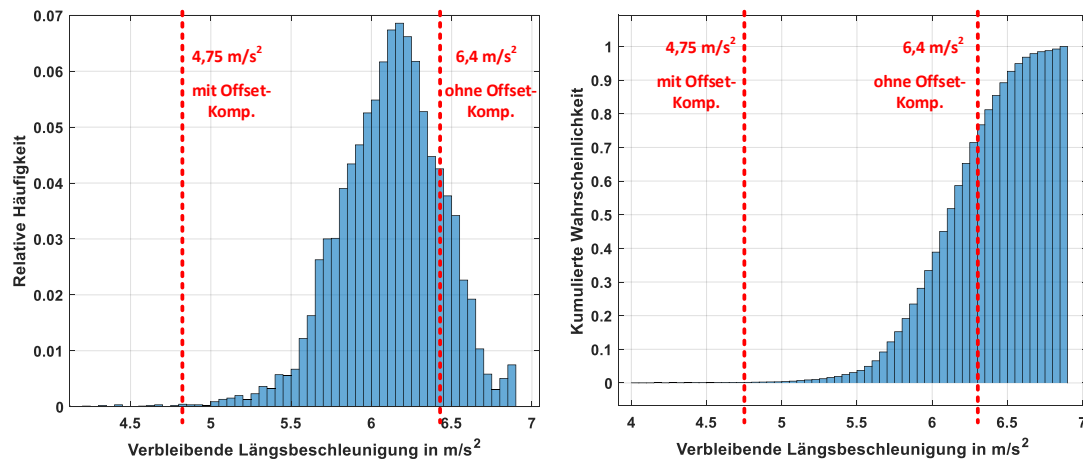 0.07
0.06
0.05
0.04
0.03
0.02
0.01
0
Relative Häufigkeit
4,75 m/s²
mit Offset-
Komp.
6,4 m/s²
ohne Offset-
Komp.
4.5
5
5.5
6
6.5
7
Verbleibende Längsbeschleunigung in m/s²
1
0.9
0.8
0.7
0.6
0.5
0.4
0.3
0.2
0.1
0
Kumulierte Wahrscheinlichkeit
4,75 m/s²
mit Offset-
Komp.
6,4 m/s²
ohne Offset-
Komp.
4
4.5
5
5.5
6
6.5
7
Verbleibende Längsbeschleunigung in m/s²